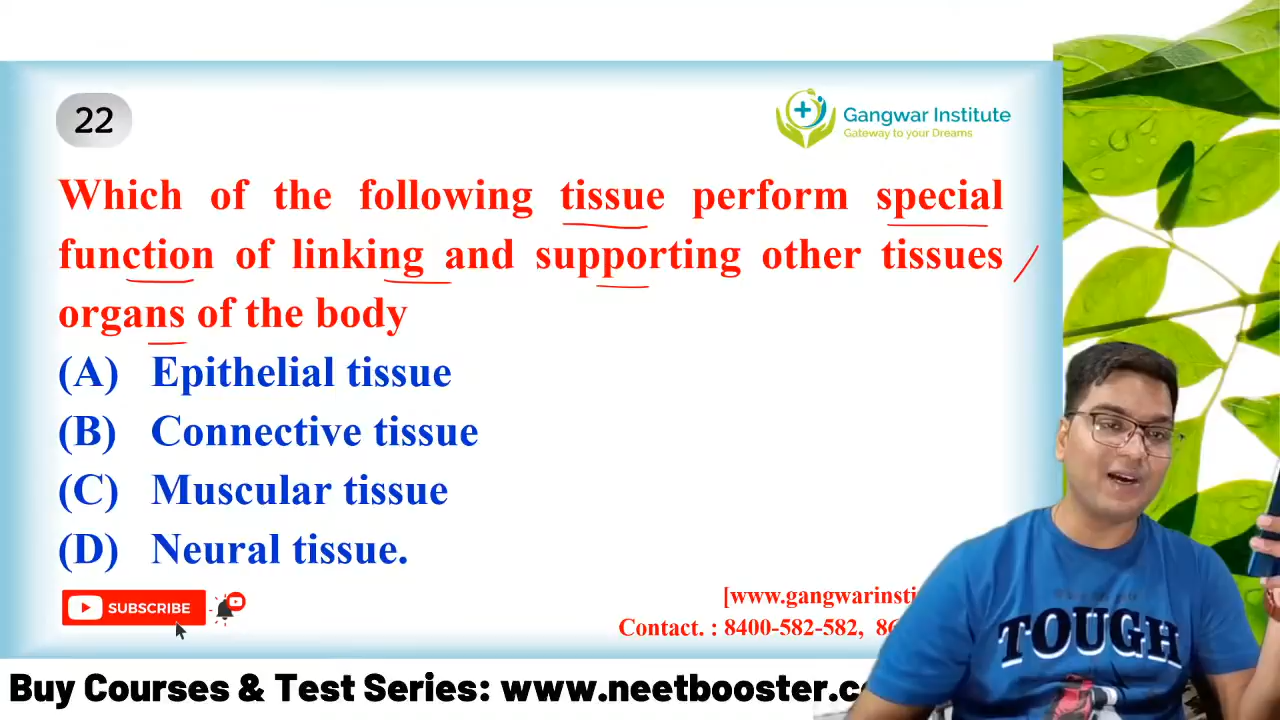 22
Gangwar Institute
Gateway to your Dreams
Which of the following tissue perform special
function of linking and supporting other tissues /
organs of the body
(A) Epithelial tissue
(B) Connective tissue
(C) Muscular tissue
(D) Neural tissue.
SUBSCRIBE
Contact. : 8400-582-582,
TOUGH
Buy Courses & Test Series: